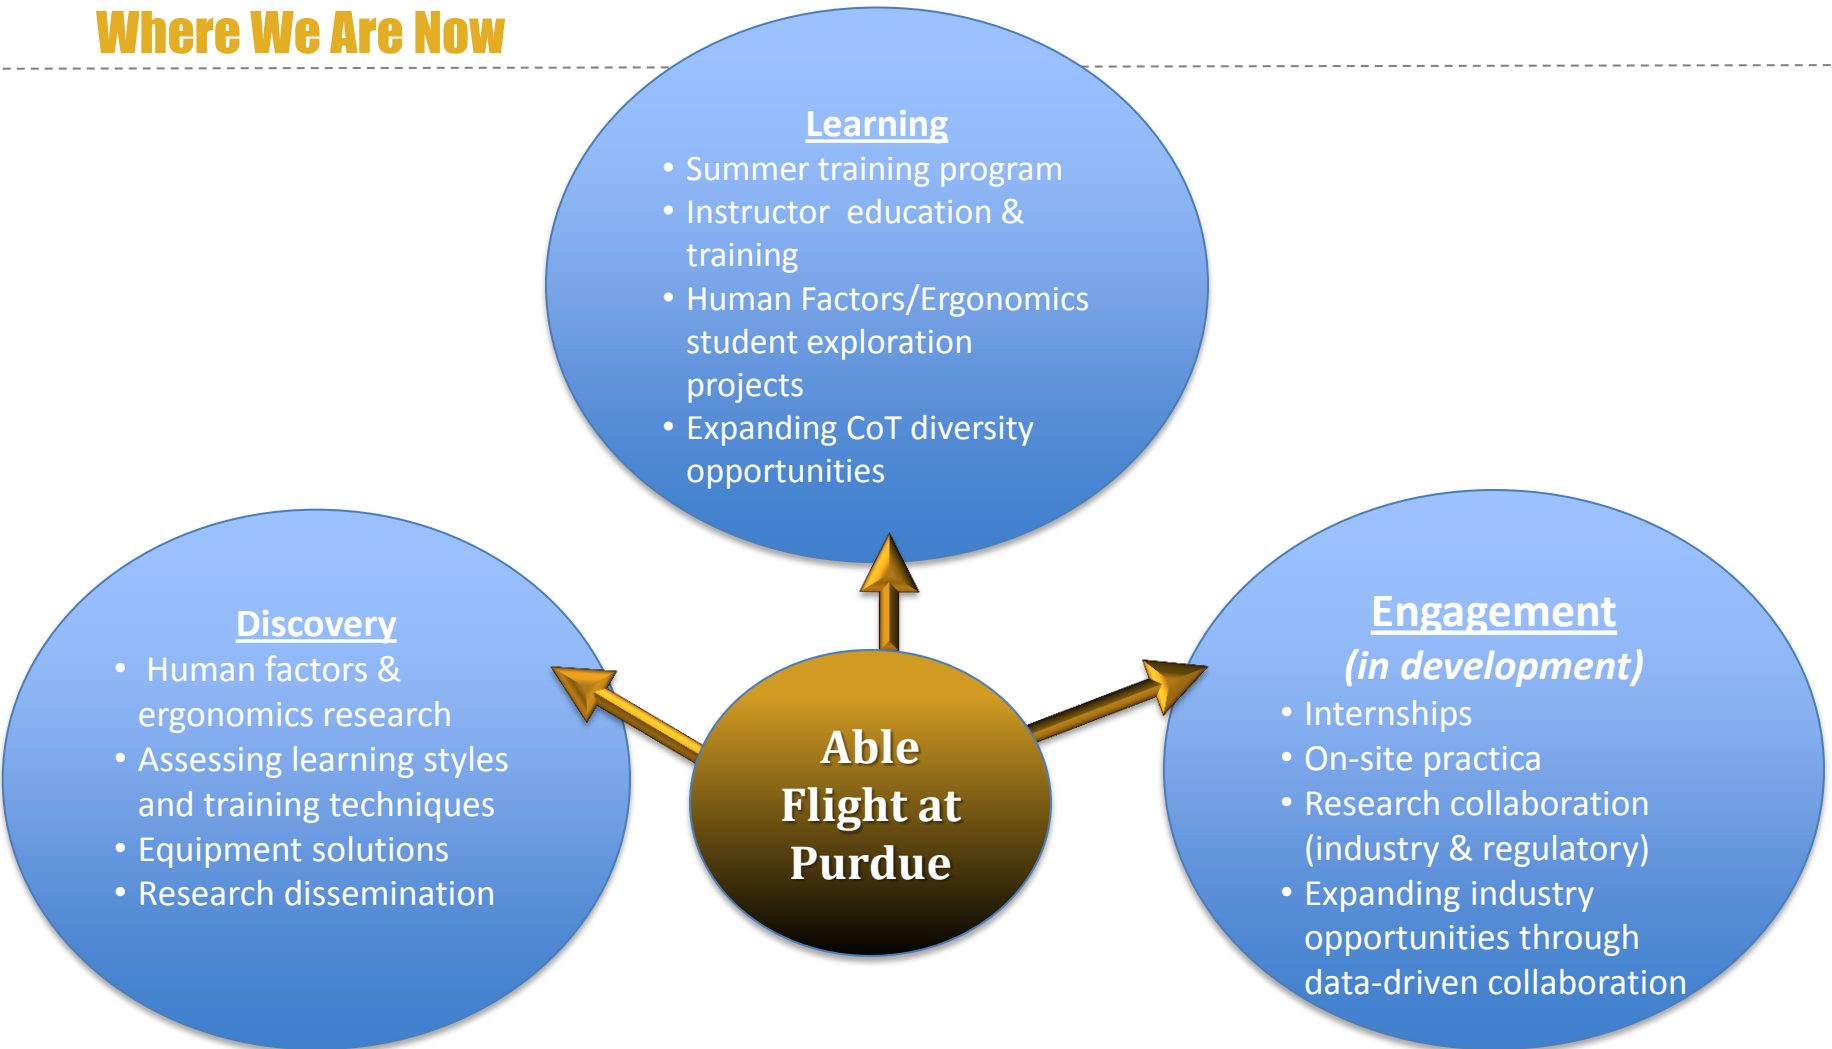 Where We Are Now
Learning
• Summer training program
• Instructor education &
training
• Human Factors/Ergonomics
student exploration
projects
• Expanding CoT diversity
opportunities
Discovery
• Human factors &
ergonomics research
• Assessing learning styles
and training techniques
• Equipment solutions
• Research dissemination
Able
Flight at
Purdue
Engagement
(in development)
• Internships
• On-site practica
• Research collaboration
(industry & regulatory)
• Expanding industry
opportunities through
data-driven collaboration